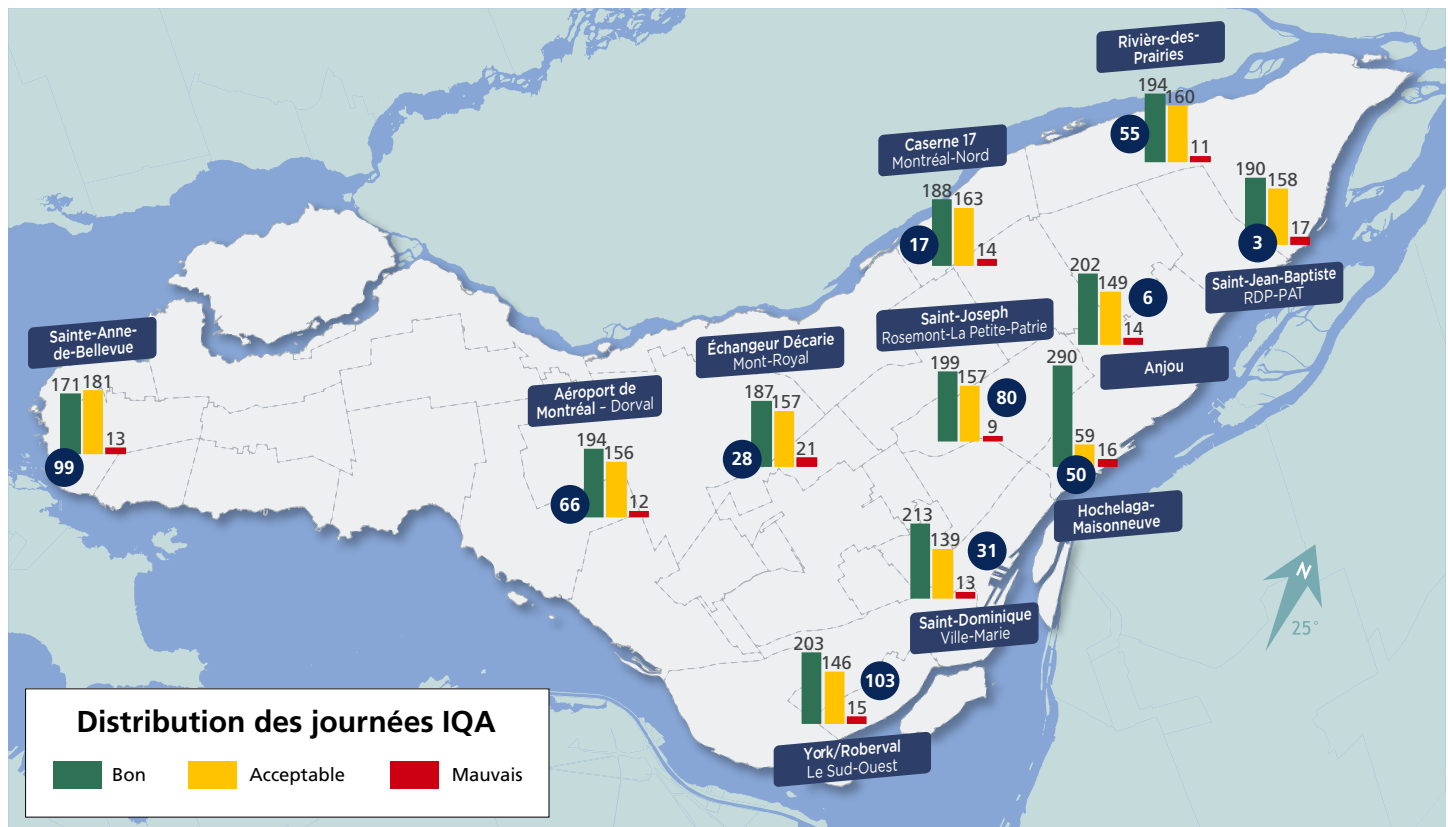 Rivière-des-
Prairies
194
160
11
55
Caserne 17
Montréal-Nord
188
163
14
17
190
158
17
3
Saint-Jean-Baptiste
RDP-PAT
202
149
14
6
Anjou
Saint-Joseph
Rosemont-La Petite-Patrie
199
157
9
80
290
59
16
50
Hochelaga-
Maisonneuve
Échangeur Décarie
Mont-Royal
187
157
21
28
Sainte-Anne-
de-Bellevue
171
181
13
99
Aéroport de
Montréal – Dorval
194
156
12
66
213
139
13
31
Saint-Dominique
Ville-Marie
203
146
15
103
York/Roberval
Le Sud-Ouest
N
25°
Distribution des journées IQA
Bon Acceptable Mauvais